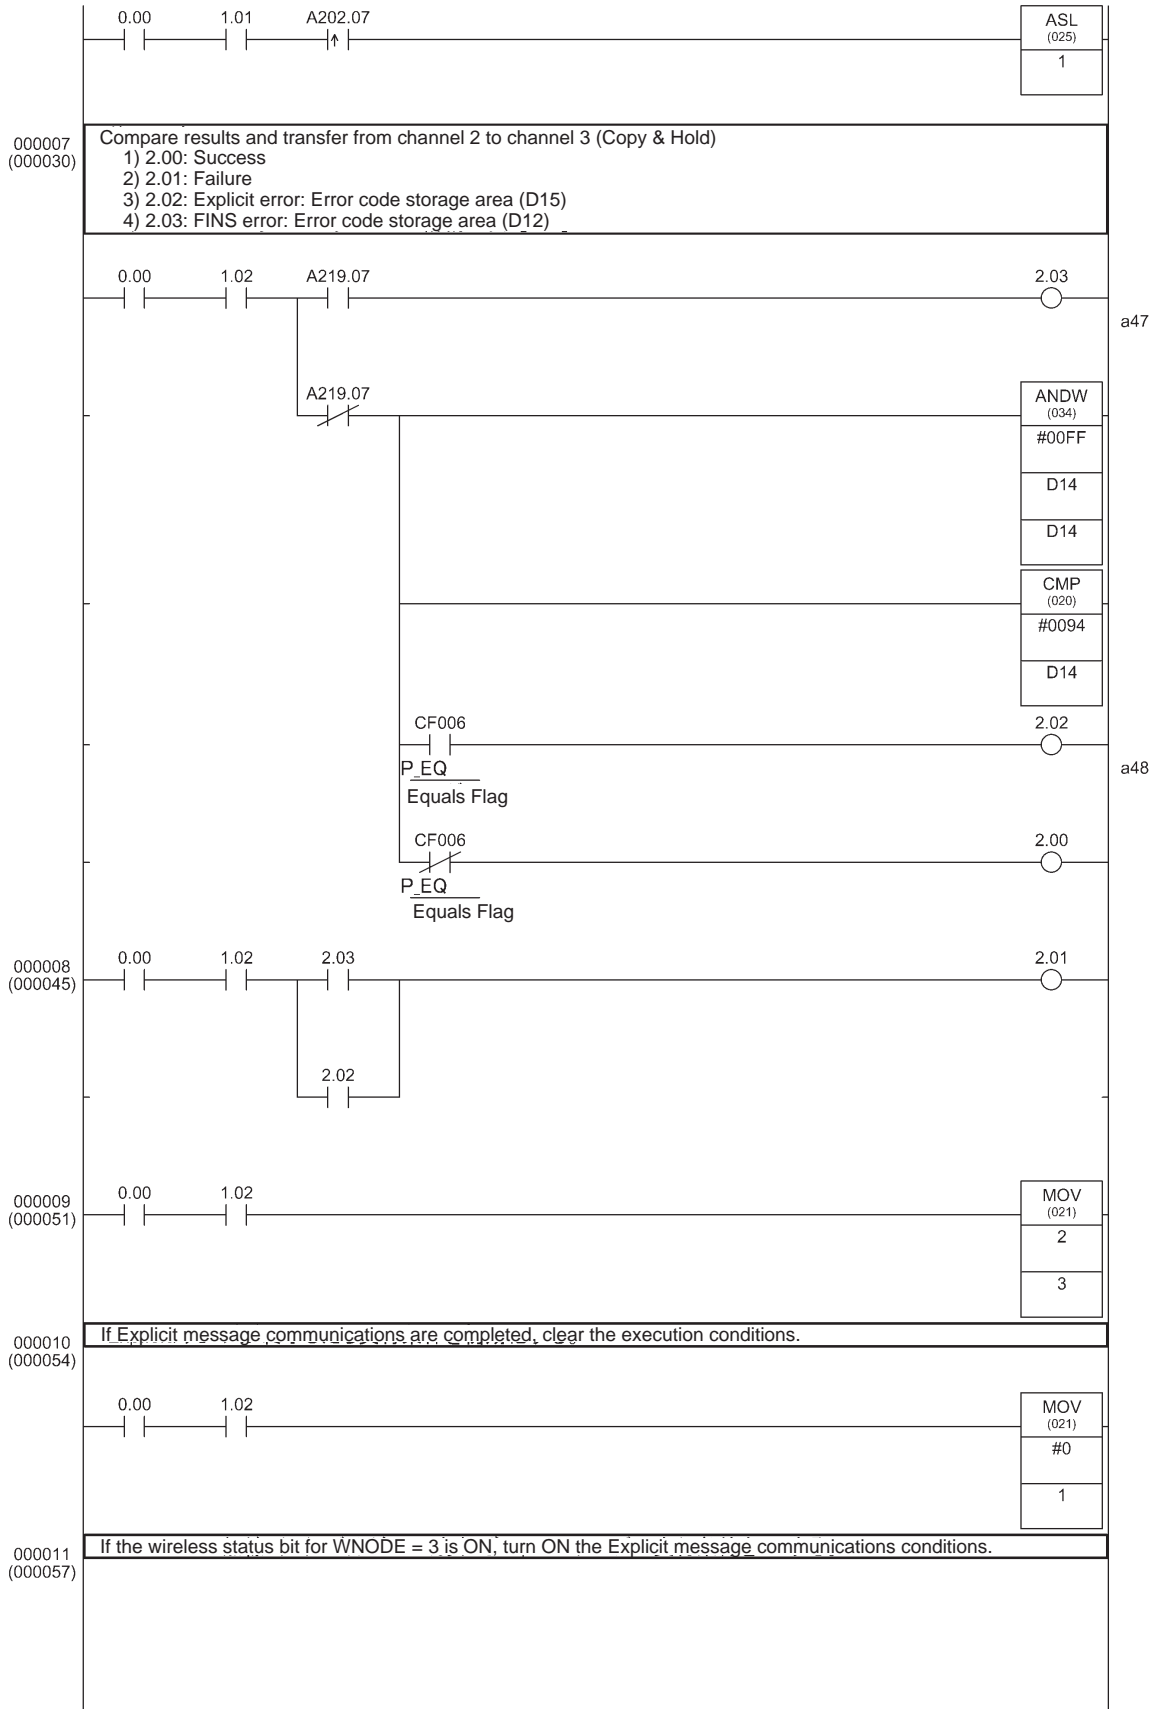 0.00 1.01 A202.07
ASL
(025)
1
000007
(000030)
Compare results and transfer from channel 2 to channel 3 (Copy & Hold)
1) 2.00: Success
2) 2.01: Failure
3) 2.02: Explicit error: Error code storage area (D15)
4) 2.03: FINS error: Error code storage area (D12)
0.00 1.02 A219.07 2.03
a47
A219.07
ANDW
(034)
#00FF
D14
D14
CMP
(020)
#0094
D14
CF006 2.02
P_EQ
a48
Equals Flag
CF006 2.00
P_EQ
Equals Flag
000008
(000045)
0.00 1.02 2.03 2.01
2.02
000009
(000051)
0.00 1.02
MOV
(021)
2
3
000010
(000054)
If Explicit message communications are completed, clear the execution conditions.
0.00 1.02
MOV
(021)
#0
1
000011
(000057)
If the wireless status bit for WNODE = 3 is ON, turn ON the Explicit message communications conditions.